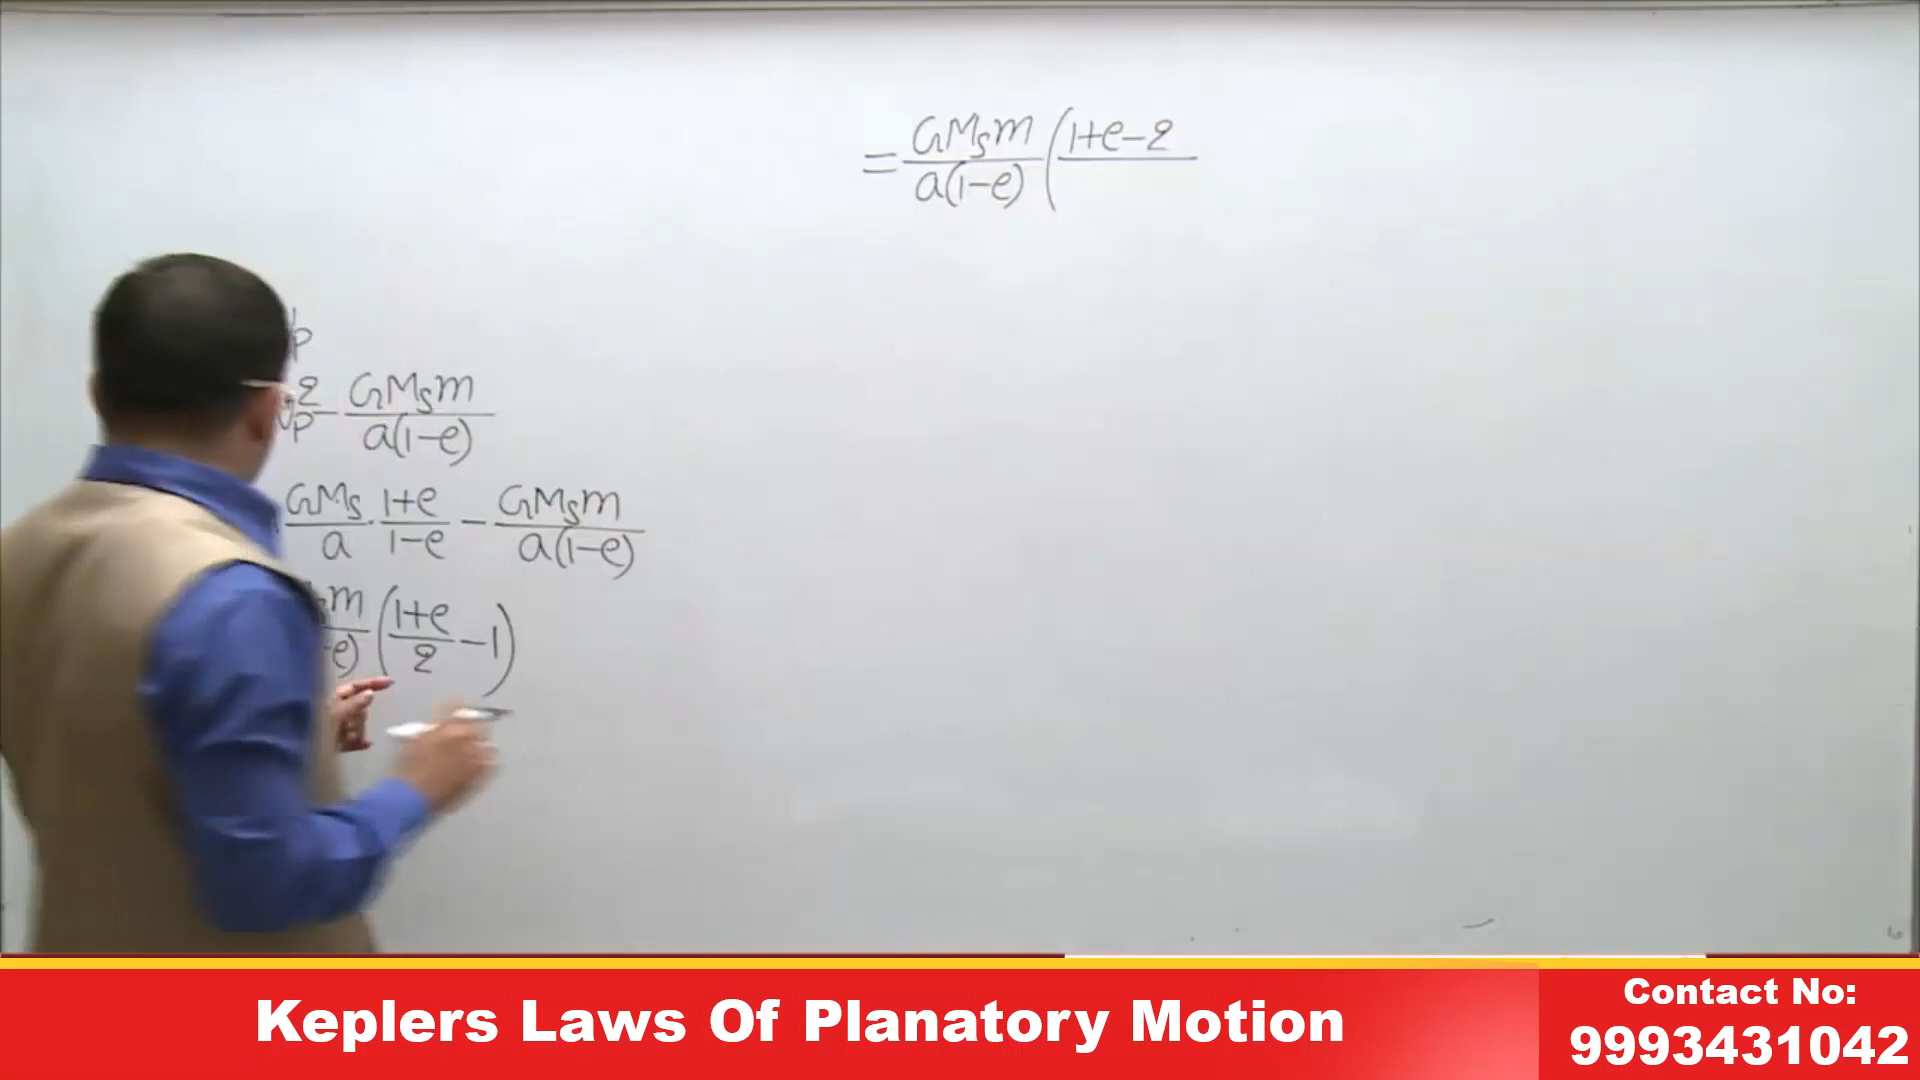 p
2
p - GMsm / a(1-e)
GMs / a · 1+e / 1-e - GMsm / a(1-e)
m / e) (1+e / 2 - 1)
= GMsm / a(1-e) (1+e-2
Keplers Laws Of Planatory Motion
Contact No:
9993431042